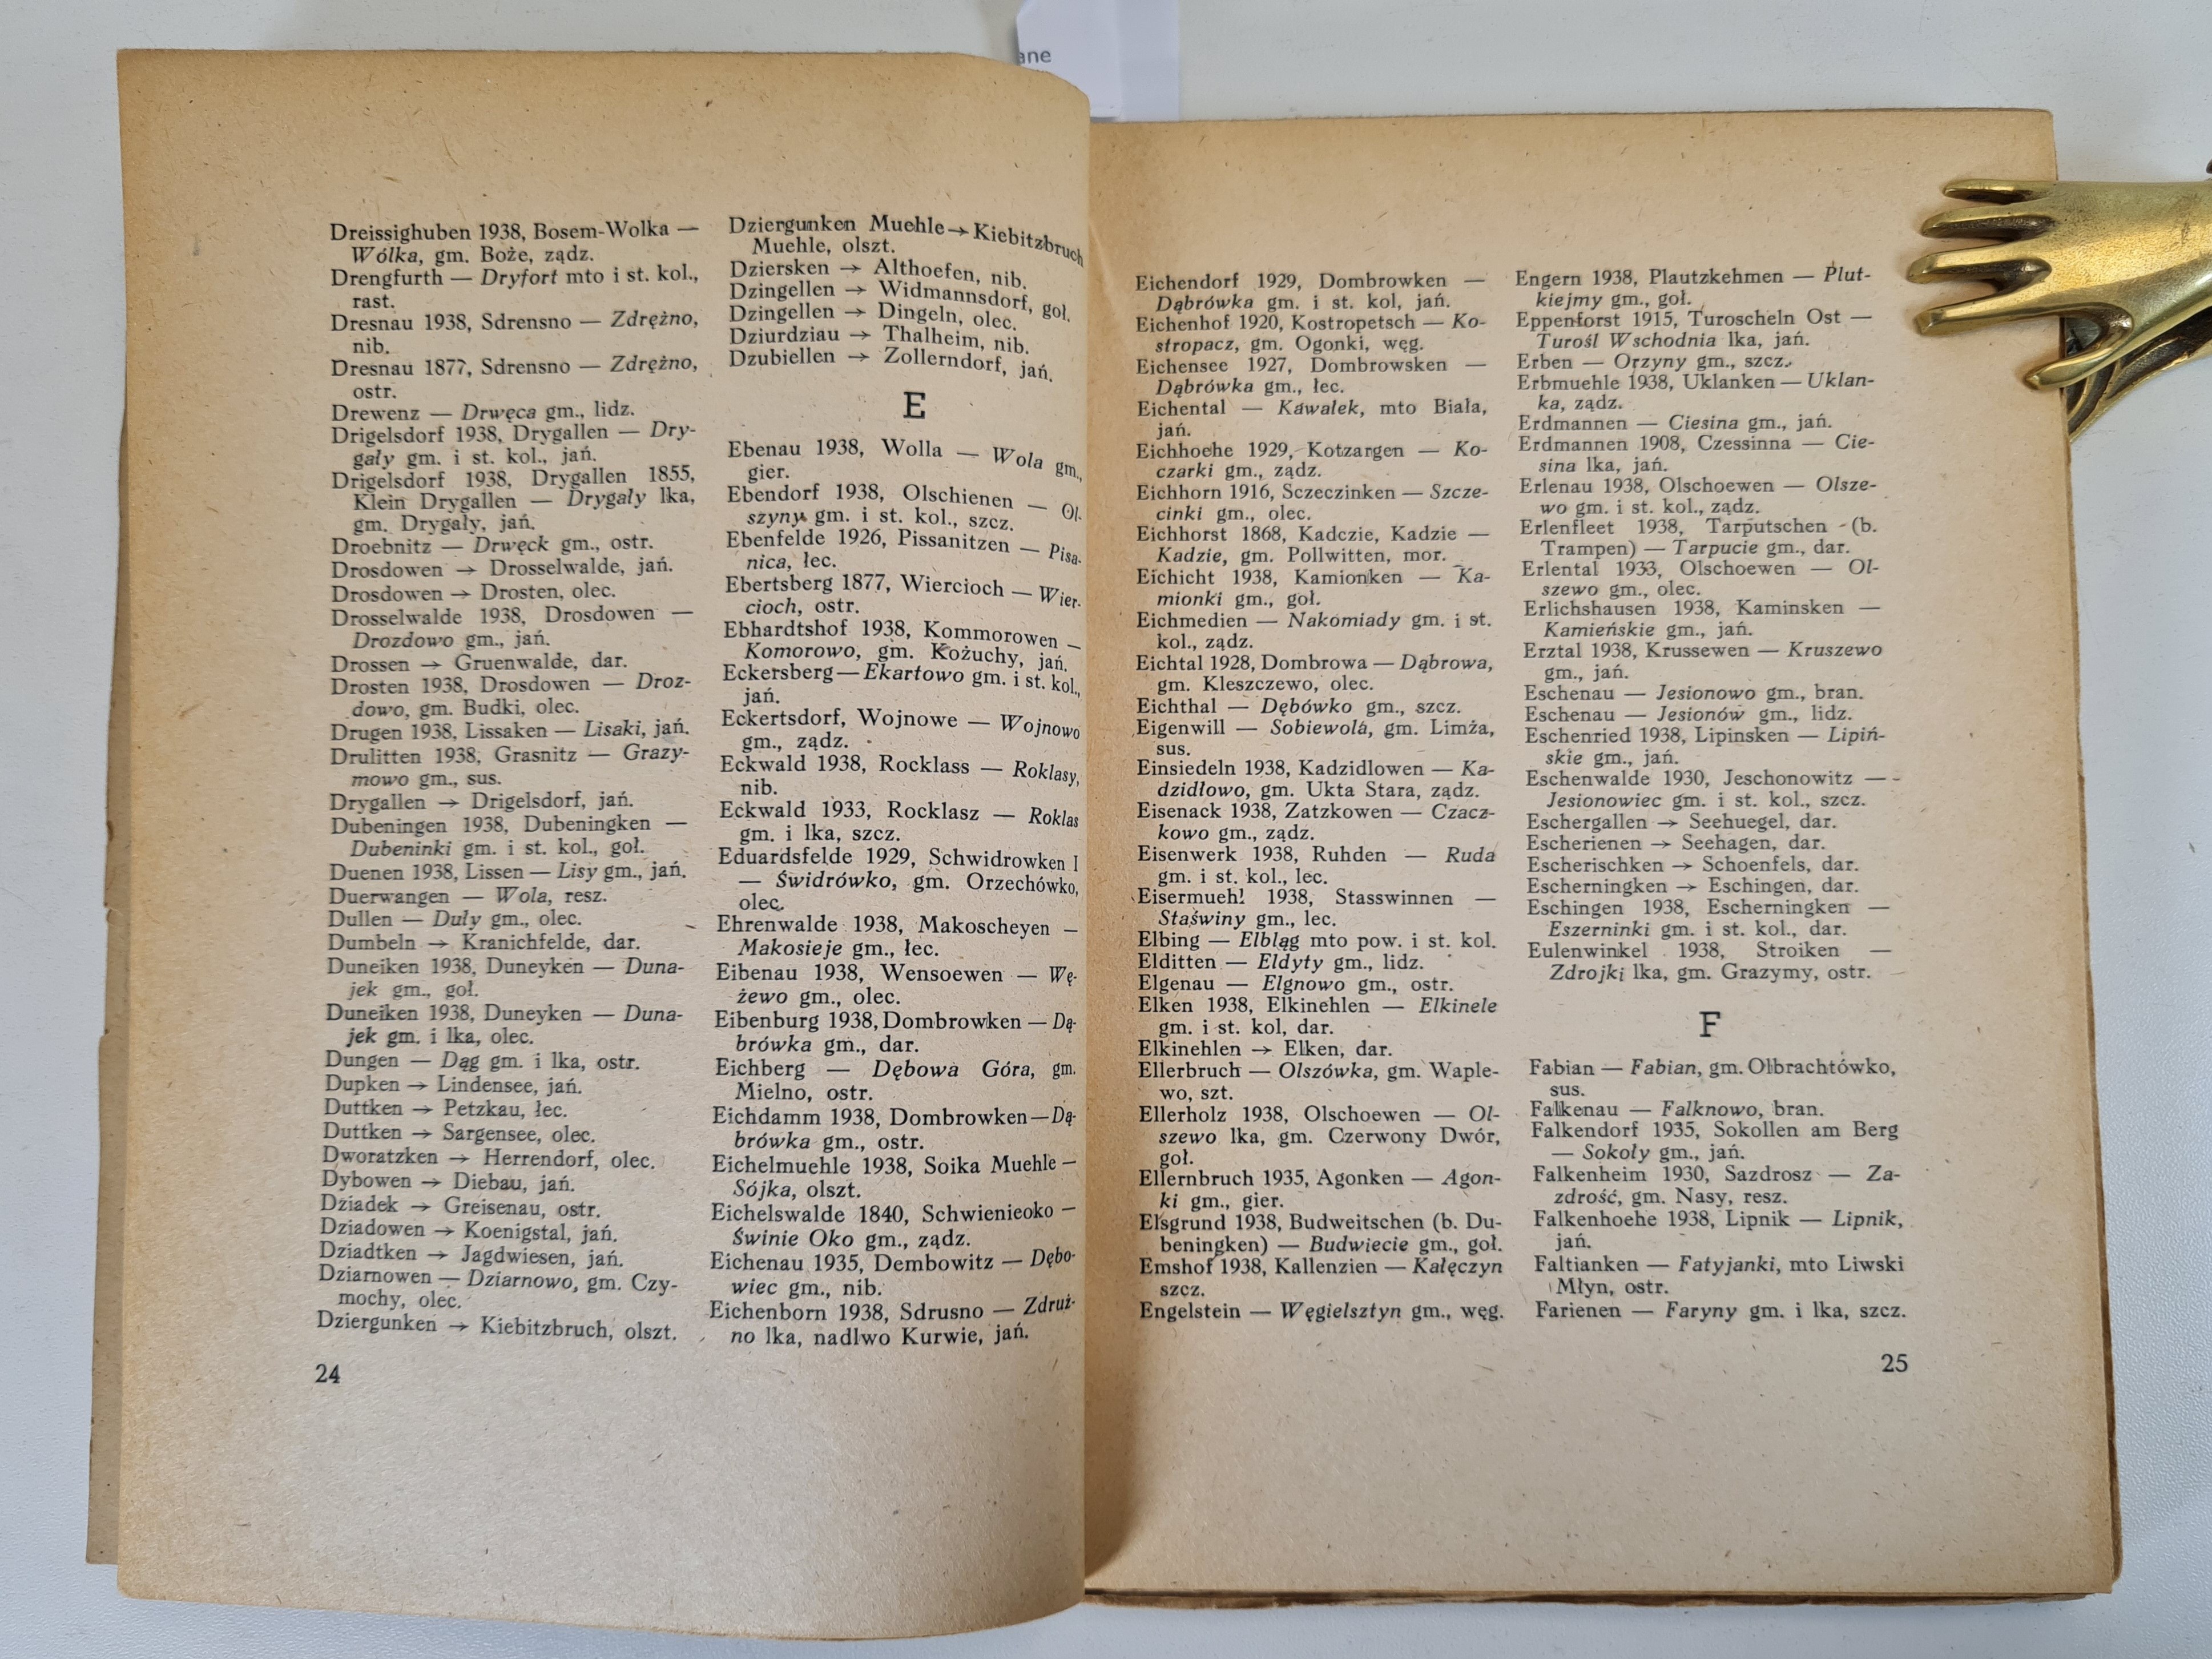 ane
Dreissighuben 1938, Bosem-Wolka —
Wólka, gm. Boże, ządz.
Drengfurth — Dryfort mto i st. kol.,
rast.
Dresnau 1938, Sdrensno — Zdrężno,
nib.
Dresnau 1877, Sdrensno — Zdrężno,
ostr.
Drewenz — Drwęca gm., lidz.
Drigelsdorf 1938, Drygallen — Dry-
gały gm. i st. kol., jań.
Drigelsdorf 1938, Drygallen 1855,
Klein Drygallen — Drygały lka,
gm. Drygały, jań.
Droebnitz — Drwęck gm., ostr.
Drosdowen → Drosselwalde, jań.
Drosdowen → Drosten, olec.
Drosselwalde 1938, Drosdowen —
Drozdowo gm., jań.
Drossen → Gruenwalde, dar.
Drosten 1938, Drosdowen — Droz-
dowo, gm. Budki, olec.
Drugen 1938, Lissaken — Lisaki, jań.
Drulitten 1938, Grasnitz — Grazy-
mowo gm., sus.
Drygallen → Drigelsdorf, jań.
Dubeningen 1938, Dubeningken —
Dubeninki gm. i st. kol., goł.
Duenen 1938, Lissen — Lisy gm., jań.
Duerwangen — Wola, resz.
Dullen — Duły gm., olec.
Dumbeln → Kranichfelde, dar.
Duneiken 1938, Duneyken — Duna-
jek gm., goł.
Duneiken 1938, Duneyken — Duna-
jek gm. i lka, olec.
Dungen — Dąg gm. i lka, ostr.
Dupken → Lindensee, jań.
Duttken → Petzkau, łec.
Duttken → Sargensee, olec.
Dworatzken → Herrendorf, olec.
Dybowen → Diebau, jań.
Dziadek → Greisenau, ostr.
Dziadowen → Koenigstal, jań.
Dziadtken → Jagdwiesen, jań.
Dziarnowen — Dziarnowo, gm. Czy-
mochy, olec.
Dziergunken → Kiebitzbruch, olszt.
24
Dziergunken Muehle → Kiebitzbruch
Muehle, olszt.
Dziersken → Althoefen, nib.
Dzingellen → Widmannsdorf, goł.
Dzingellen → Dingeln, olec.
Dziurdziau → Thalheim, nib.
Dzubiellen → Zollerndorf, jań.
E
Ebenau 1938, Wolla — Wola gm.,
gier.
Ebendorf 1938, Olschienen — Ol-
szyny gm. i st. kol., szcz.
Ebenfelde 1926, Pissanitzen — Pisa-
nica, łec.
Ebertsberg 1877, Wiercioch — Wier-
cioch, ostr.
Ebhardtshof 1938, Kommorowen —
Komorowo, gm. Kożuchy, jań.
Eckersberg — Ekartowo gm. i st. kol.,
jań.
Eckertsdorf, Wojnowe — Wojnowo
gm., ządz.
Eckwald 1938, Rocklass — Roklasy,
nib.
Eckwald 1933, Rocklasz — Roklas
gm. i lka, szcz.
Eduardsfelde 1929, Schwidrowken I
— Świdrówko, gm. Orzechówko,
olec.
Ehrenwalde 1938, Makoscheyen —
Makosieje gm., łec.
Eibenau 1938, Wensoewen — Wę-
żewo gm., olec.
Eibenburg 1938, Dombrowken — Dą-
brówka gm., dar.
Eichberg — Dębowa Góra, gm.
Mielno, ostr.
Eichdamm 1938, Dombrowken — Dą-
brówka gm., ostr.
Eichelmuehle 1938, Soika Muehle —
Sójka, olszt.
Eichelswalde 1840, Schwienieoko —
Świnie Oko gm., ządz.
Eichenau 1935, Dembowitz — Dębo-
wiec gm., nib.
Eichenborn 1938, Sdrusno — Zdruż-
no lka, nadlwo Kurwie, jań.
Eichendorf 1929, Dombrowken —
Dąbrówka gm. i st. kol, jań.
Eichenhof 1920, Kostropetsch — Ko-
stropacz, gm. Ogonki, węg.
Eichensee 1927, Dombrowsken —
Dąbrówka gm., łec.
Eichental — Kawałek, mto Biała,
jań.
Eichhoehe 1929, Kotzargen — Ko-
czarki gm., ządz.
Eichhorn 1916, Sczeczinken — Szcze-
cinki gm., olec.
Eichhorst 1868, Kadczie, Kadzie —
Kadzie, gm. Pollwitten, mor.
Eichicht 1938, Kamionken — Ka-
mionki gm., goł.
Eichmedien — Nakomiady gm. i st.
kol., ządz.
Eichtal 1928, Dombrowa — Dąbrowa,
gm. Kleszczewo, olec.
Eichthal — Dębówko gm., szcz.
Eigenwill — Sobiewola, gm. Limża,
sus.
Einsiedeln 1938, Kadzidlowen — Ka-
dzidłowo, gm. Ukta Stara, ządz.
Eisenack 1938, Zatzkowen — Czacz-
kowo gm., ządz.
Eisenwerk 1938, Ruhden — Ruda
gm. i st. kol., lec.
Eisermuehl 1938, Stasswinnen —
Staświny gm., lec.
Elbing — Elbląg mto pow. i st. kol.
Elditten — Eldyty gm., lidz.
Elgenau — Elgnowo gm., ostr.
Elken 1938, Elkinehlen — Elkinele
gm. i st. kol, dar.
Elkinehlen → Elken, dar.
Ellerbruch — Olszówka, gm. Waple-
wo, szt.
Ellerholz 1938, Olschoewen — Ol-
szewo lka, gm. Czerwony Dwór,
goł.
Ellernbruch 1935, Agonken — Agon-
ki gm., gier.
Elsgrund 1938, Budweitschen (b. Du-
beningken) — Budwiecie gm., goł.
Emshof 1938, Kallenzien — Kałęczyn
szcz.
Engelstein — Węgielsztyn gm., węg.
Engern 1938, Plautzkehmen — Plut-
kiejmy gm., goł.
Eppenforst 1915, Turoscheln Ost —
Turośl Wschodnia lka, jań.
Erben — Orzyny gm., szcz.
Erbmuehle 1938, Uklanken — Uklan-
ka, ządz.
Erdmannen — Ciesina gm., jań.
Erdmannen 1908, Czessinna — Cie-
sina lka, jań.
Erlenau 1938, Olschoewen — Olsze-
wo gm. i st. kol., ządz.
Erlenfleet 1938, Tarputschen (b.
Trampen) — Tarpucie gm., dar.
Erlental 1933, Olschoewen — Ol-
szewo gm., olec.
Erlichshausen 1938, Kaminsken —
Kamieńskie gm., jań.
Erztal 1938, Krussewen — Kruszewo
gm., jań.
Eschenau — Jesionowo gm., bran.
Eschenau — Jesionów gm., lidz.
Eschenried 1938, Lipinsken — Lipiń-
skie gm., jań.
Eschenwalde 1930, Jeschonowitz —
Jesionowiec gm. i st. kol., szcz.
Eschergallen → Seehuegel, dar.
Escherienen → Seehagen, dar.
Escherischken → Schoenfels, dar.
Escherningken → Eschingen, dar.
Eschingen 1938, Escherningken —
Eszerninki gm. i st. kol., dar.
Eulenwinkel 1938, Stroiken —
Zdrojki lka, gm. Grazymy, ostr.
F
Fabian — Fabian, gm. Olbrachtówko,
sus.
Falkenau — Falknowo, bran.
Falkendorf 1935, Sokollen am Berg
— Sokoły gm., jań.
Falkenheim 1930, Sazdrosz — Za-
zdrość, gm. Nasy, resz.
Falkenhoehe 1938, Lipnik — Lipnik,
jań.
Faltianken — Fatyjanki, mto Liwski
Młyn, ostr.
Farienen — Faryny gm. i lka, szcz.
25